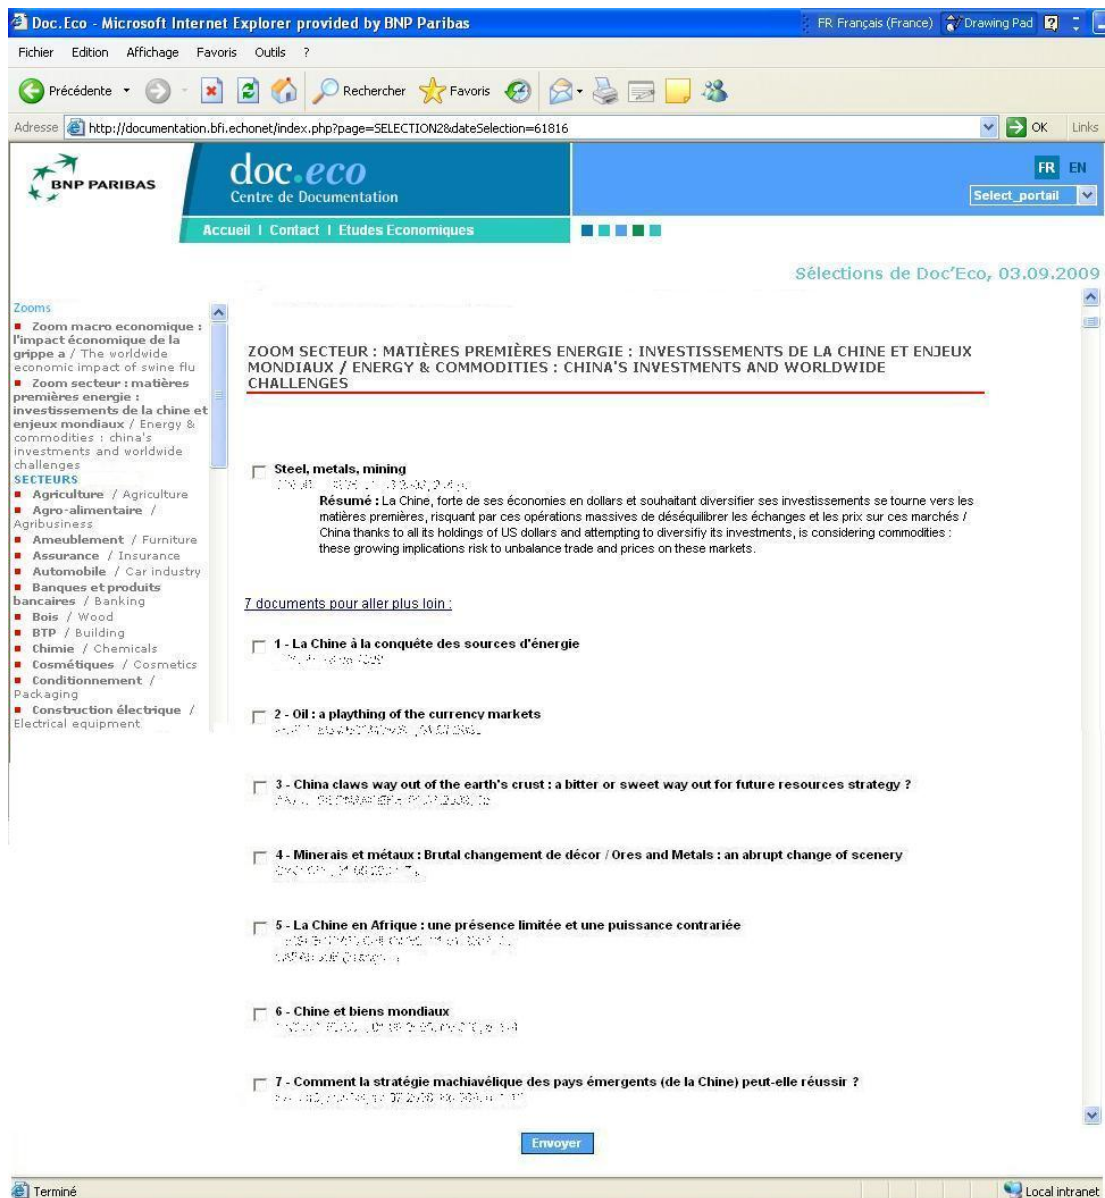 Doc.Eco - Microsoft Internet Explorer provided by BNP Paribas
FR Français (France)
Drawing Pad
Fichier Edition Affichage Favoris Outils ?
Précédente
Rechercher
Favoris
Adresse http://documentation.bfi.echonet/index.php?page=SELECTION2&dateSelection=61816
OK
Links
BNP PARIBAS
doc.eco
Centre de Documentation
FR EN
Select_portail
Accueil | Contact | Etudes Economiques
Sélections de Doc'Eco, 03.09.2009
Zooms
Zoom macro economique :
l'impact économique de la
grippe a / The worldwide
economic impact of swine flu
Zoom secteur : matières
premières energie :
investissements de la chine et
enjeux mondiaux / Energy &
commodities : china's
investments and worldwide
challenges
SECTEURS
Agriculture / Agriculture
Agro-alimentaire /
Agribusiness
Ameublement / Furniture
Assurance / Insurance
Automobile / Car industry
Banques et produits
bancaires / Banking
Bois / Wood
BTP / Building
Chimie / Chemicals
Cosmétiques / Cosmetics
Conditionnement /
Packaging
Construction électrique /
Electrical equipment
ZOOM SECTEUR : MATIÈRES PREMIÈRES ENERGIE : INVESTISSEMENTS DE LA CHINE ET ENJEUX
MONDIAUX / ENERGY & COMMODITIES : CHINA'S INVESTMENTS AND WORLDWIDE
CHALLENGES
Steel, metals, mining
Résumé : La Chine, forte de ses économies en dollars et souhaitant diversifier ses investissements se tourne vers les
matières premières, risquant par ces opérations massives de déséquilibrer les échanges et les prix sur ces marchés /
China thanks to all its holdings of US dollars and attempting to diversifiy its investments, is considering commodities :
these growing implications risk to unbalance trade and prices on these markets.
7 documents pour aller plus loin :
1 - La Chine à la conquête des sources d'énergie
2 - Oil : a plaything of the currency markets
3 - China claws way out of the earth's crust : a bitter or sweet way out for future resources strategy ?
4 - Minerais et métaux : Brutal changement de décor / Ores and Metals : an abrupt change of scenery
5 - La Chine en Afrique : une présence limitée et une puissance contrariée
6 - Chine et biens mondiaux
7 - Comment la stratégie machiavélique des pays émergents (de la Chine) peut-elle réussir ?
Envoyer
Terminé
Local intranet